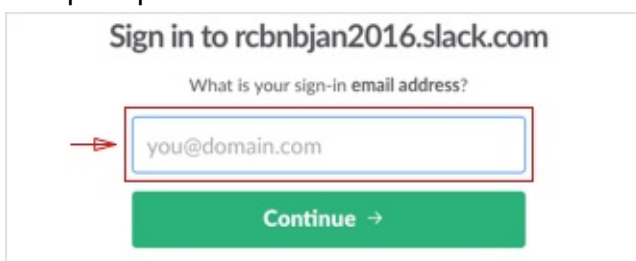 Sign in to rcbnbjan2016.slack.com
What is your sign-in email address?
you@domain.com
Continue →